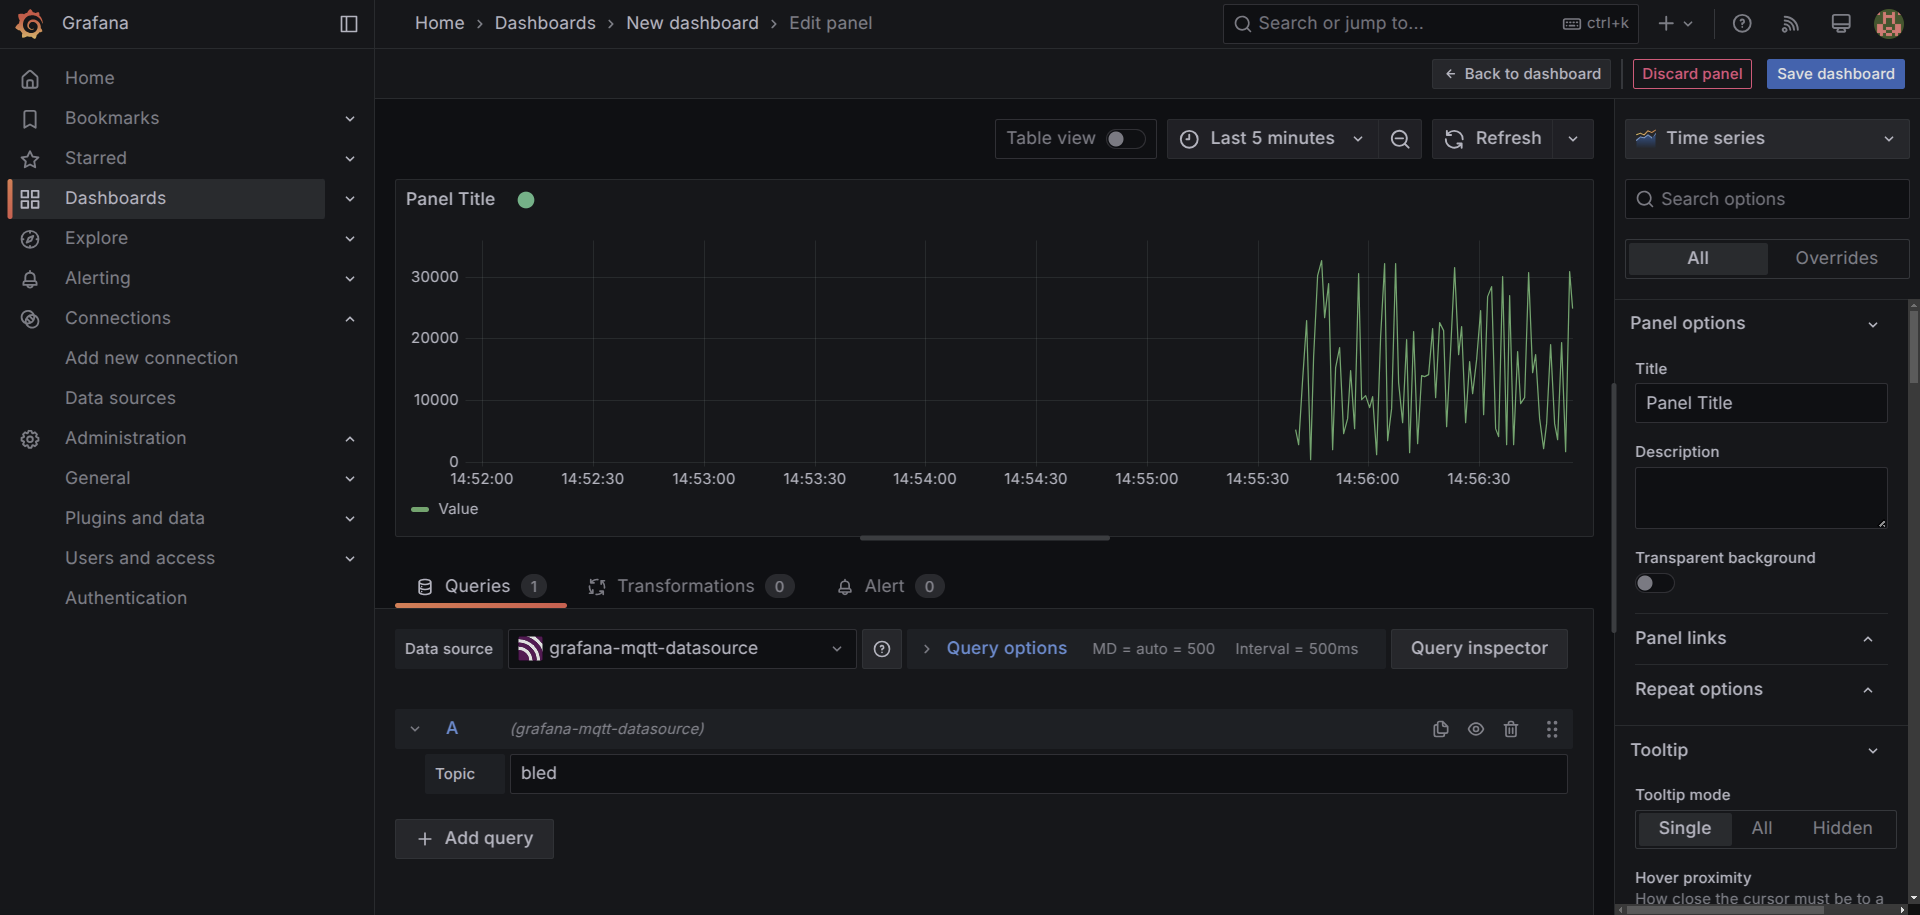 Grafana
Home › Dashboards › New dashboard › Edit panel
Search or jump to...
ctrl+k
← Back to dashboard
Discard panel
Save dashboard
Home
Bookmarks
Starred
Dashboards
Explore
Alerting
Connections
Add new connection
Data sources
Administration
General
Plugins and data
Users and access
Authentication
Table view
Last 5 minutes
Refresh
Panel Title
30000
20000
10000
0
14:52:00 14:52:30 14:53:00 14:53:30 14:54:00 14:54:30 14:55:00 14:55:30 14:56:00 14:56:30
Value
Queries 1
Transformations 0
Alert 0
Data source
grafana-mqtt-datasource
Query options
MD = auto = 500
Interval = 500ms
Query inspector
A
(grafana-mqtt-datasource)
Topic
bled
+ Add query
Time series
Search options
All
Overrides
Panel options
Title
Panel Title
Description
Transparent background
Panel links
Repeat options
Tooltip
Tooltip mode
Single
All
Hidden
Hover proximity
How close the cursor must be to a